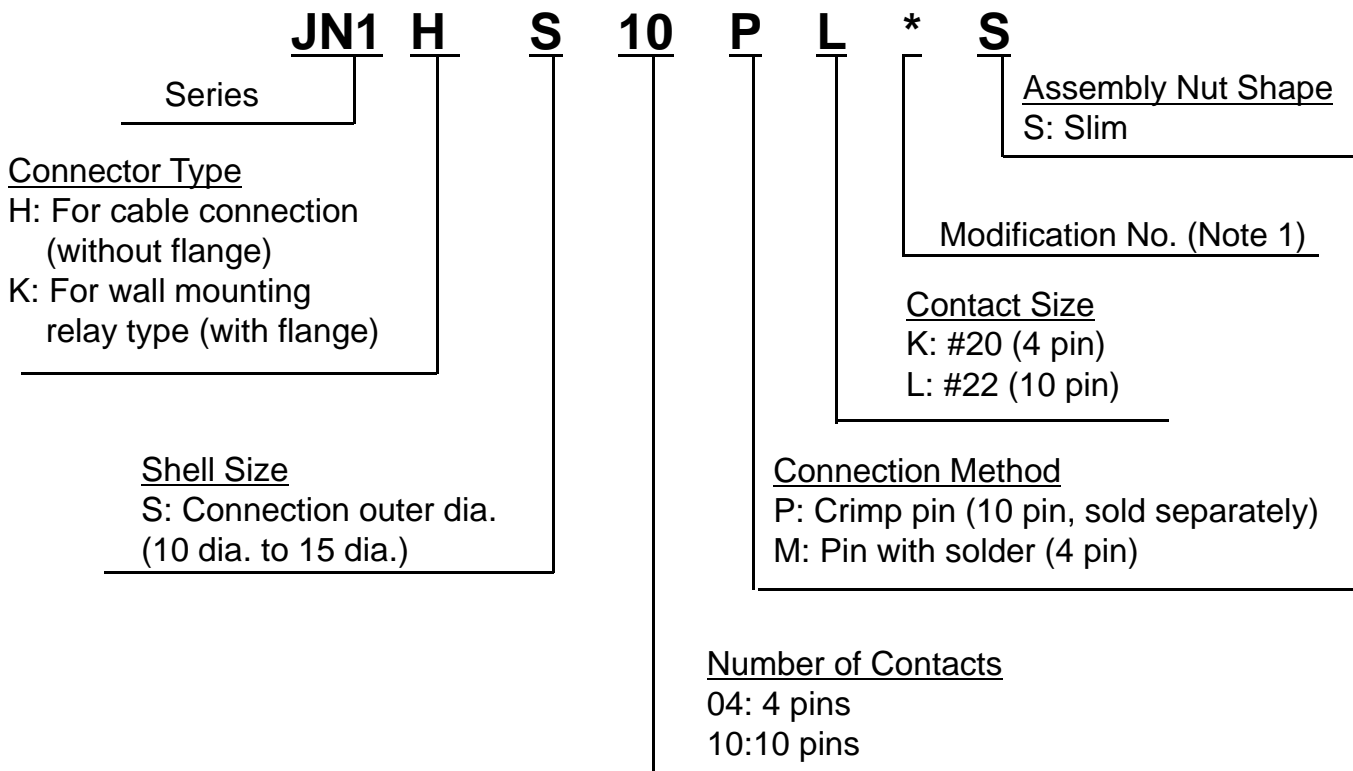 JN1 H S 10 P L * S
Series
Assembly Nut Shape
S: Slim
Connector Type
H: For cable connection
(without flange)
K: For wall mounting
relay type (with flange)
Modification No. (Note 1)
Contact Size
K: #20 (4 pin)
L: #22 (10 pin)
Shell Size
S: Connection outer dia.
(10 dia. to 15 dia.)
Connection Method
P: Crimp pin (10 pin, sold separately)
M: Pin with solder (4 pin)
Number of Contacts
04: 4 pins
10:10 pins